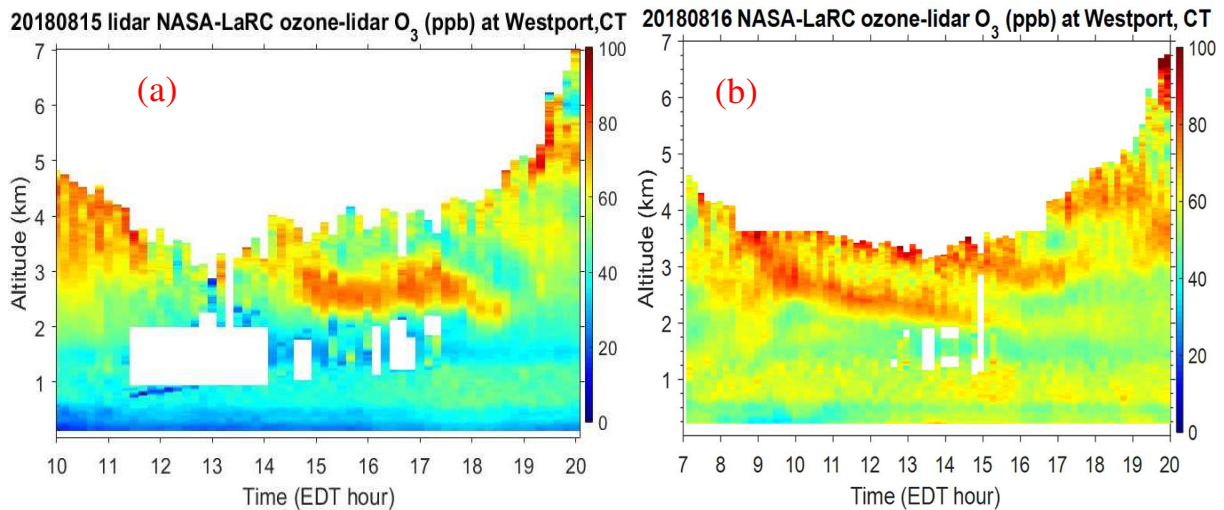 20180815 lidar NASA-LaRC ozone-lidar O3 (ppb) at Westport,CT
(a)
7
6
5
4
3
2
1
Altitude (km)
10 11 12 13 14 15 16 17 18 19 20
Time (EDT hour)
100
80
60
40
20
0
20180816 NASA-LaRC ozone-lidar O3 (ppb) at Westport, CT
(b)
7
6
5
4
3
2
1
Altitude (km)
7 8 9 10 11 12 13 14 15 16 17 18 19 20
Time (EDT hour)
100
80
60
40
20
0